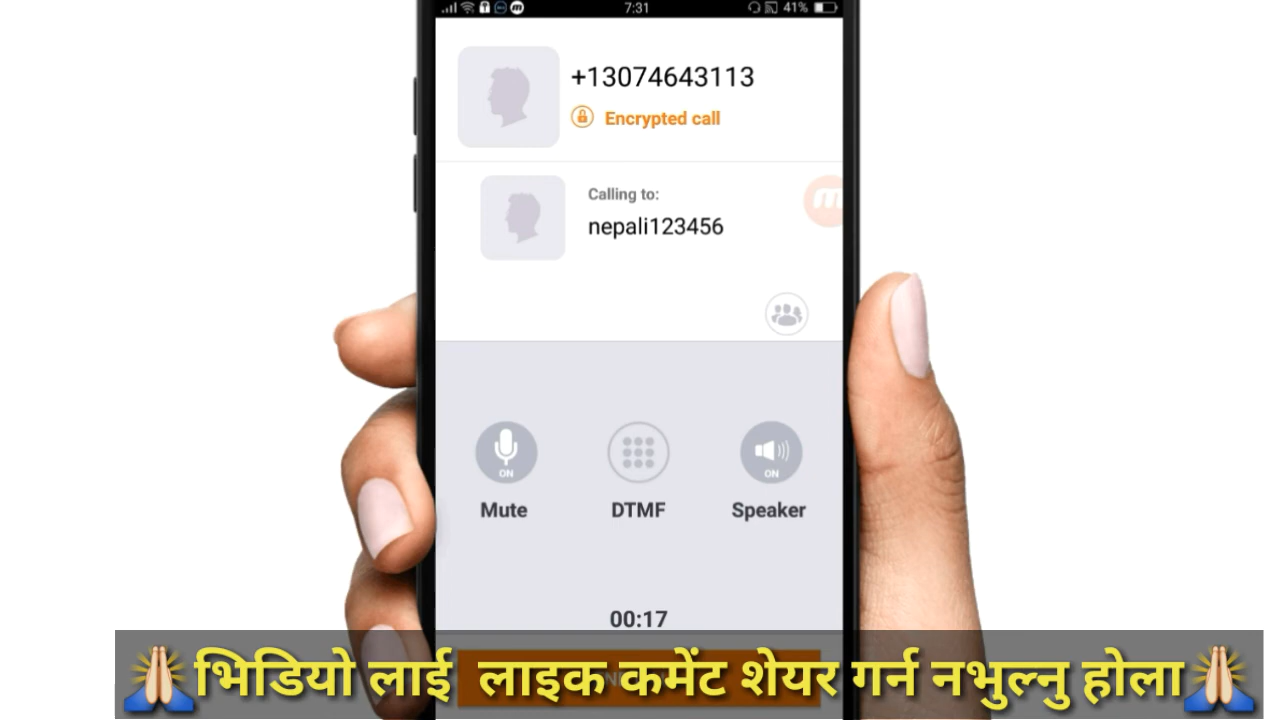 7:31
41%
+13074643113
Encrypted call
Calling to:
nepali123456
ON
ON
Mute
DTMF
Speaker
00:17
भिडियो लाई लाइक कमेंट शेयर गर्न नभुल्नु होला